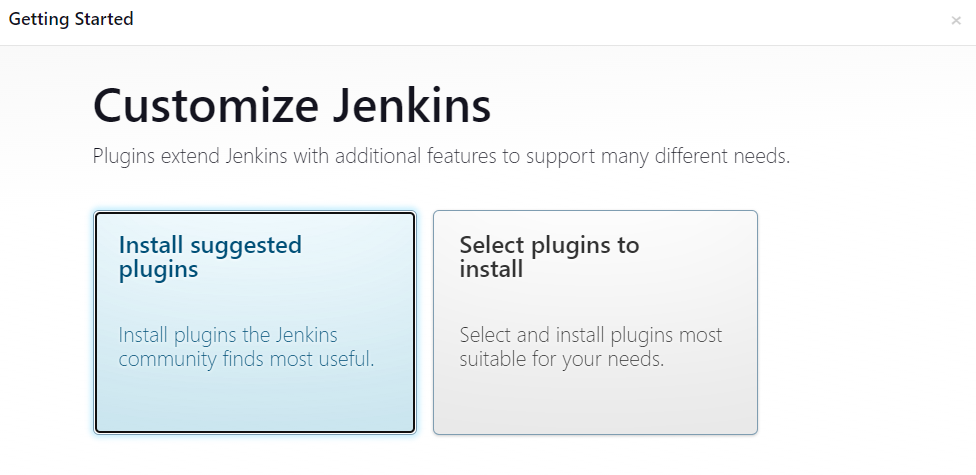 Getting Started
×
Customize Jenkins
Plugins extend Jenkins with additional features to support many different needs.
Install suggested
plugins
Install plugins the Jenkins
community finds most useful.
Select plugins to
install
Select and install plugins most
suitable for your needs.